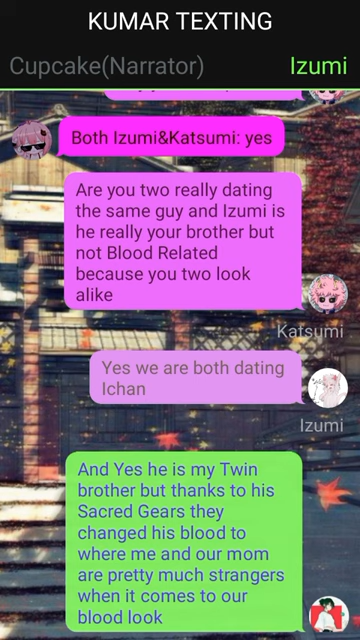 KUMAR TEXTING
Cupcake(Narrator)
Izumi
Both Izumi&Katsumi: yes
Are you two really dating
the same guy and Izumi is
he really your brother but
not Blood Related
because you two look
alike
Katsumi
Yes we are both dating
Ichan
Izumi
And Yes he is my Twin
brother but thanks to his
Sacred Gears they
changed his blood to
where me and our mom
are pretty much strangers
when it comes to our
blood look